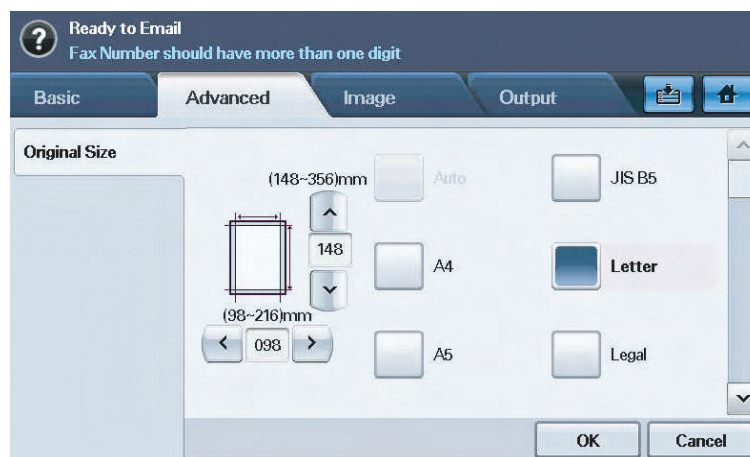 Ready to Email
Fax Number should have more than one digit
Basic
Advanced
Image
Output
Original Size
(148~356)mm
148
(98~216)mm
098
Auto
A4
A5
JIS B5
Letter
Legal
OK
Cancel